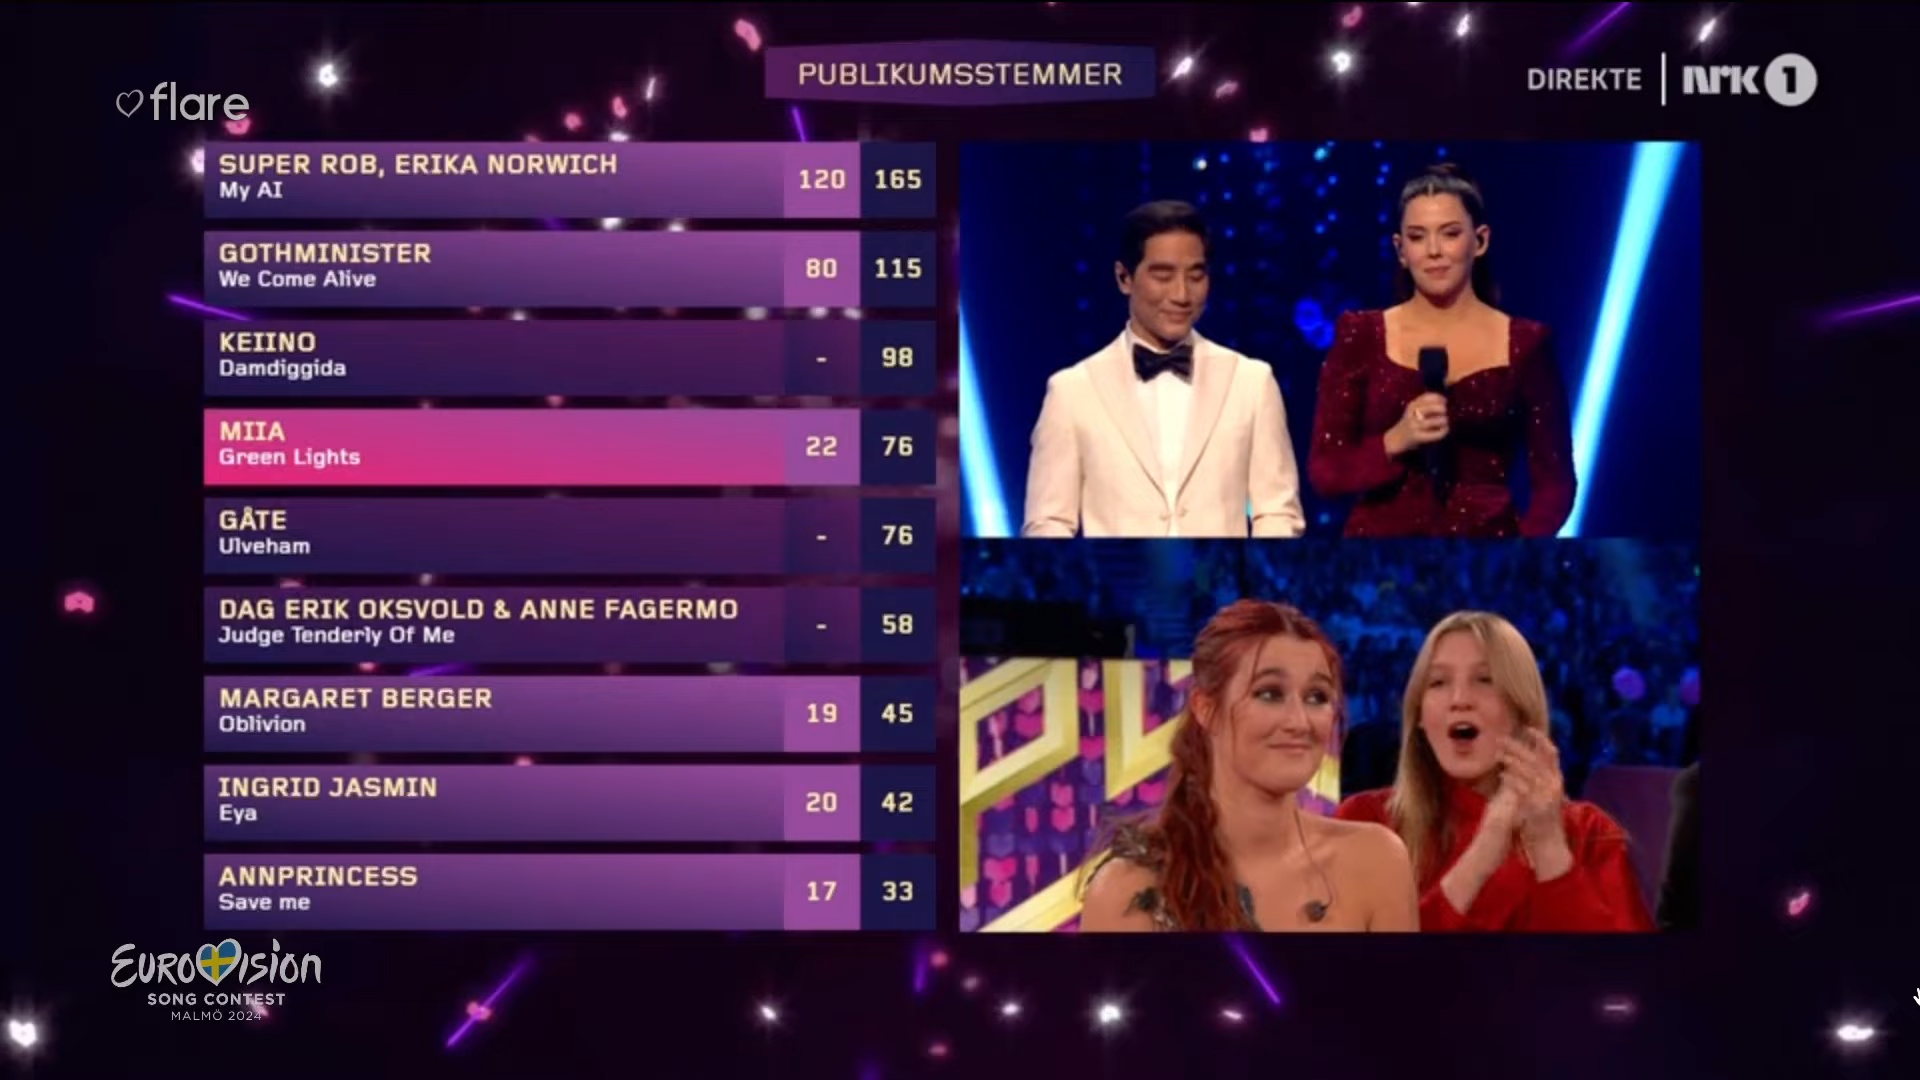 PUBLIKUMSSTEMMER
flare
DIREKTE | NRK 1
SUPER ROB, ERIKA NORWICH
My AI
120 165
GOTHMINISTER
We Come Alive
80 115
KEIINO
Damdiggida
- 98
MIIA
Green Lights
22 76
GÅTE
Ulveham
- 76
DAG ERIK OKSVOLD & ANNE FAGERMO
Judge Tenderly Of Me
- 58
MARGARET BERGER
Oblivion
19 45
INGRID JASMIN
Eya
20 42
ANNPRINCESS
Save me
17 33
EUROVISION
SONG CONTEST
MALMÖ 2024